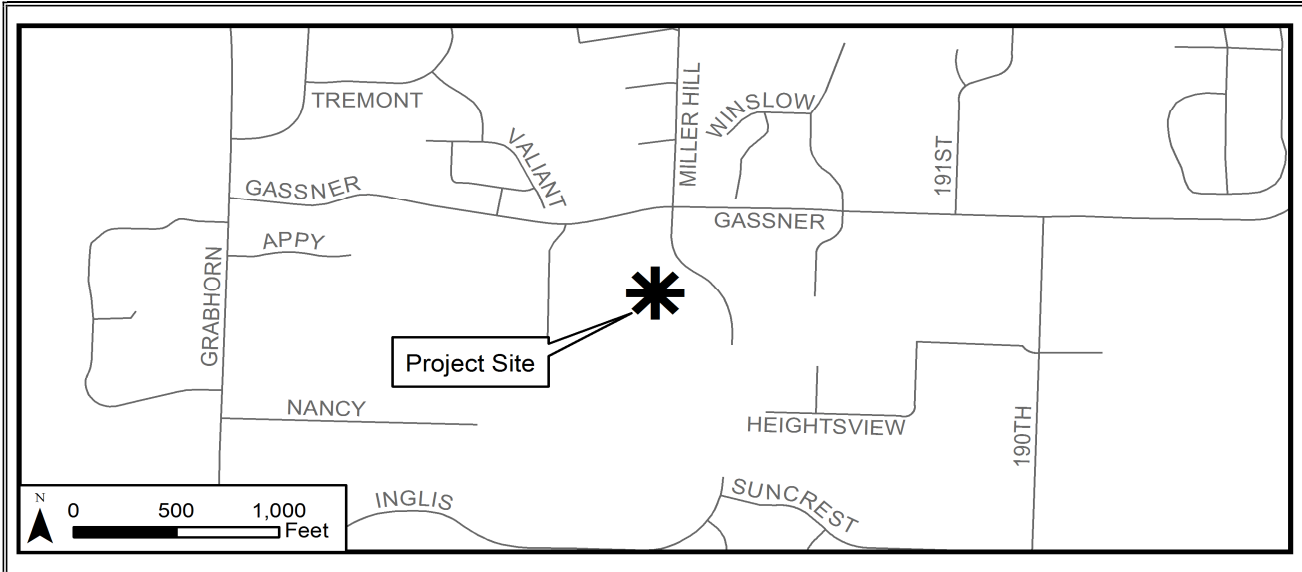 TREMONT
MILLER HILL
WINSLOW
VALIANT
191ST
GASSNER
GASSNER
APPY
GRABHORN
Project Site
NANCY
HEIGHTSVIEW
190TH
INGLIS
SUNCREST
N
0 500 1,000
Feet